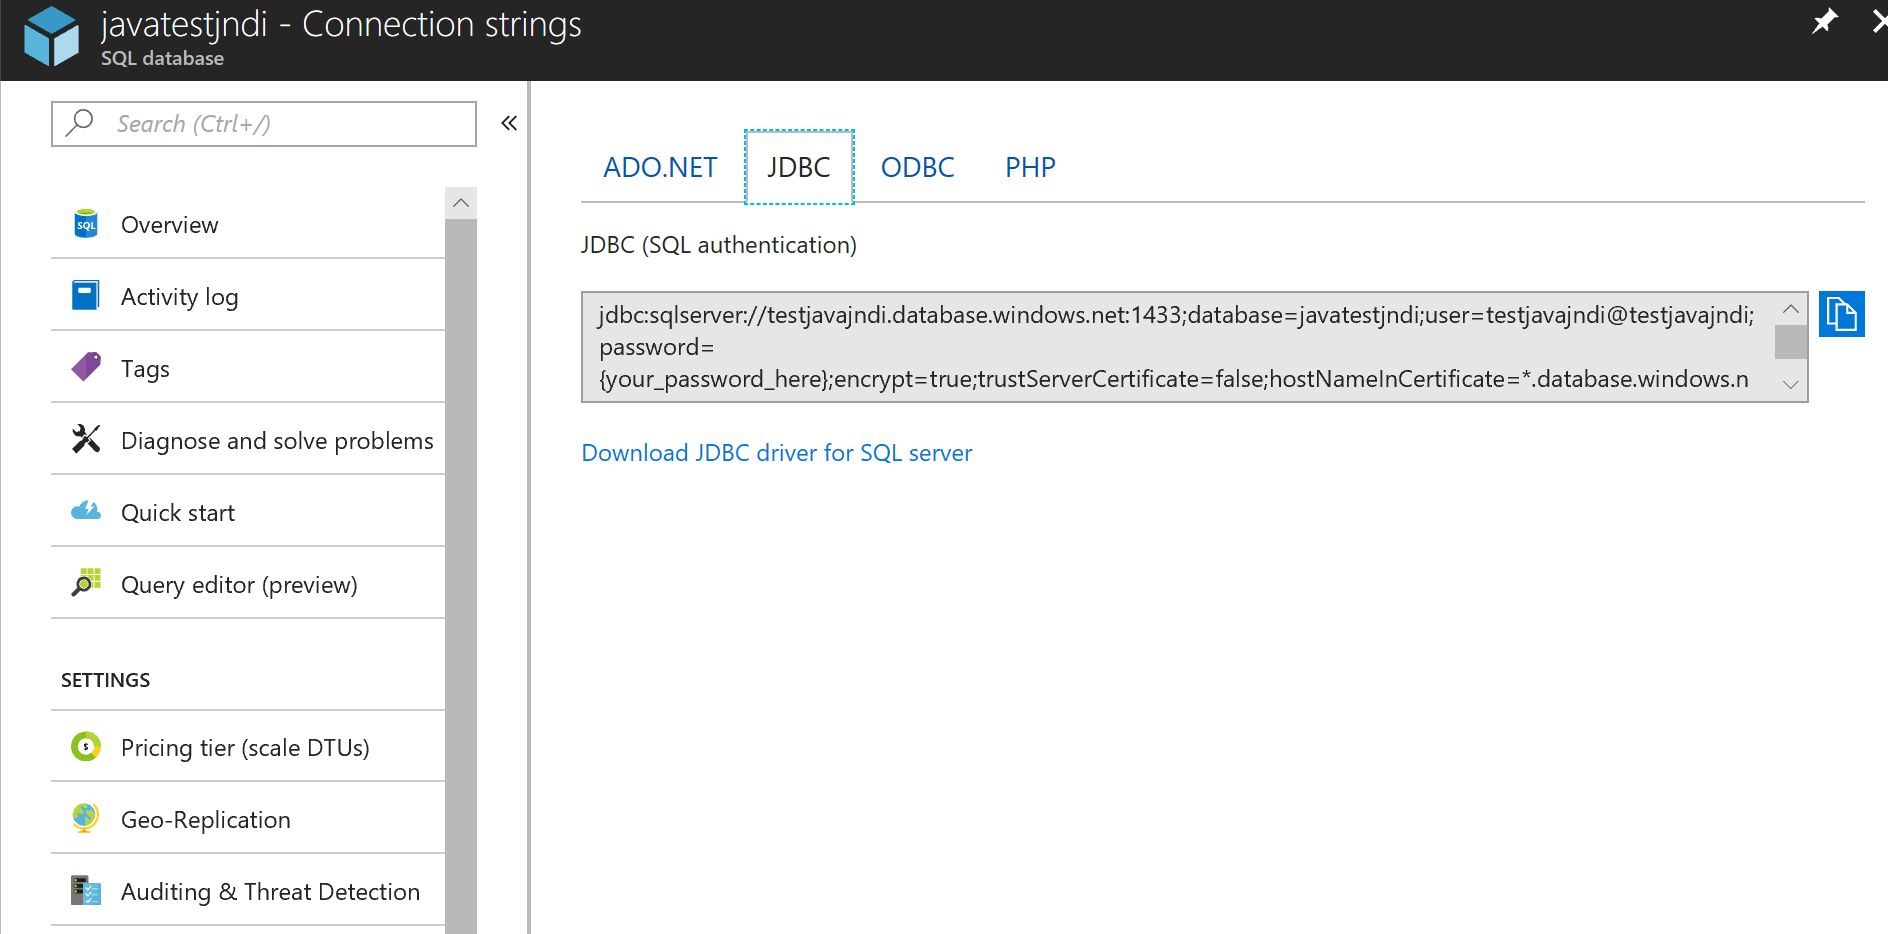 javatestjndi - Connection strings
SQL database
Search (Ctrl+/)
«
SQL
Overview
Activity log
Tags
Diagnose and solve problems
Quick start
Query editor (preview)
SETTINGS
$
Pricing tier (scale DTUs)
Geo-Replication
Auditing & Threat Detection
ADO.NET JDBC ODBC PHP
JDBC (SQL authentication)
jdbc:sqlserver://testjavajndi.database.windows.net:1433;database=javatestjndi;user=testjavajndi@testjavajndi;
password=
{your_password_here};encrypt=true;trustServerCertificate=false;hostNameInCertificate=*.database.windows.n
Download JDBC driver for SQL server